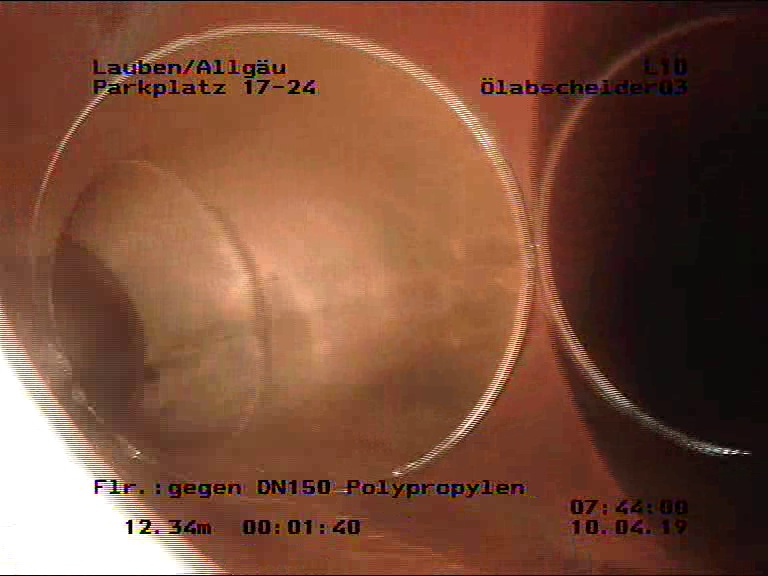 Lauben/Allgäu L10
Parkplatz 17-24 Ölabscheider03
Flr.:gegen DN150 Polypropylen
07:44:00
12.34m 00:01:40 10.04.19